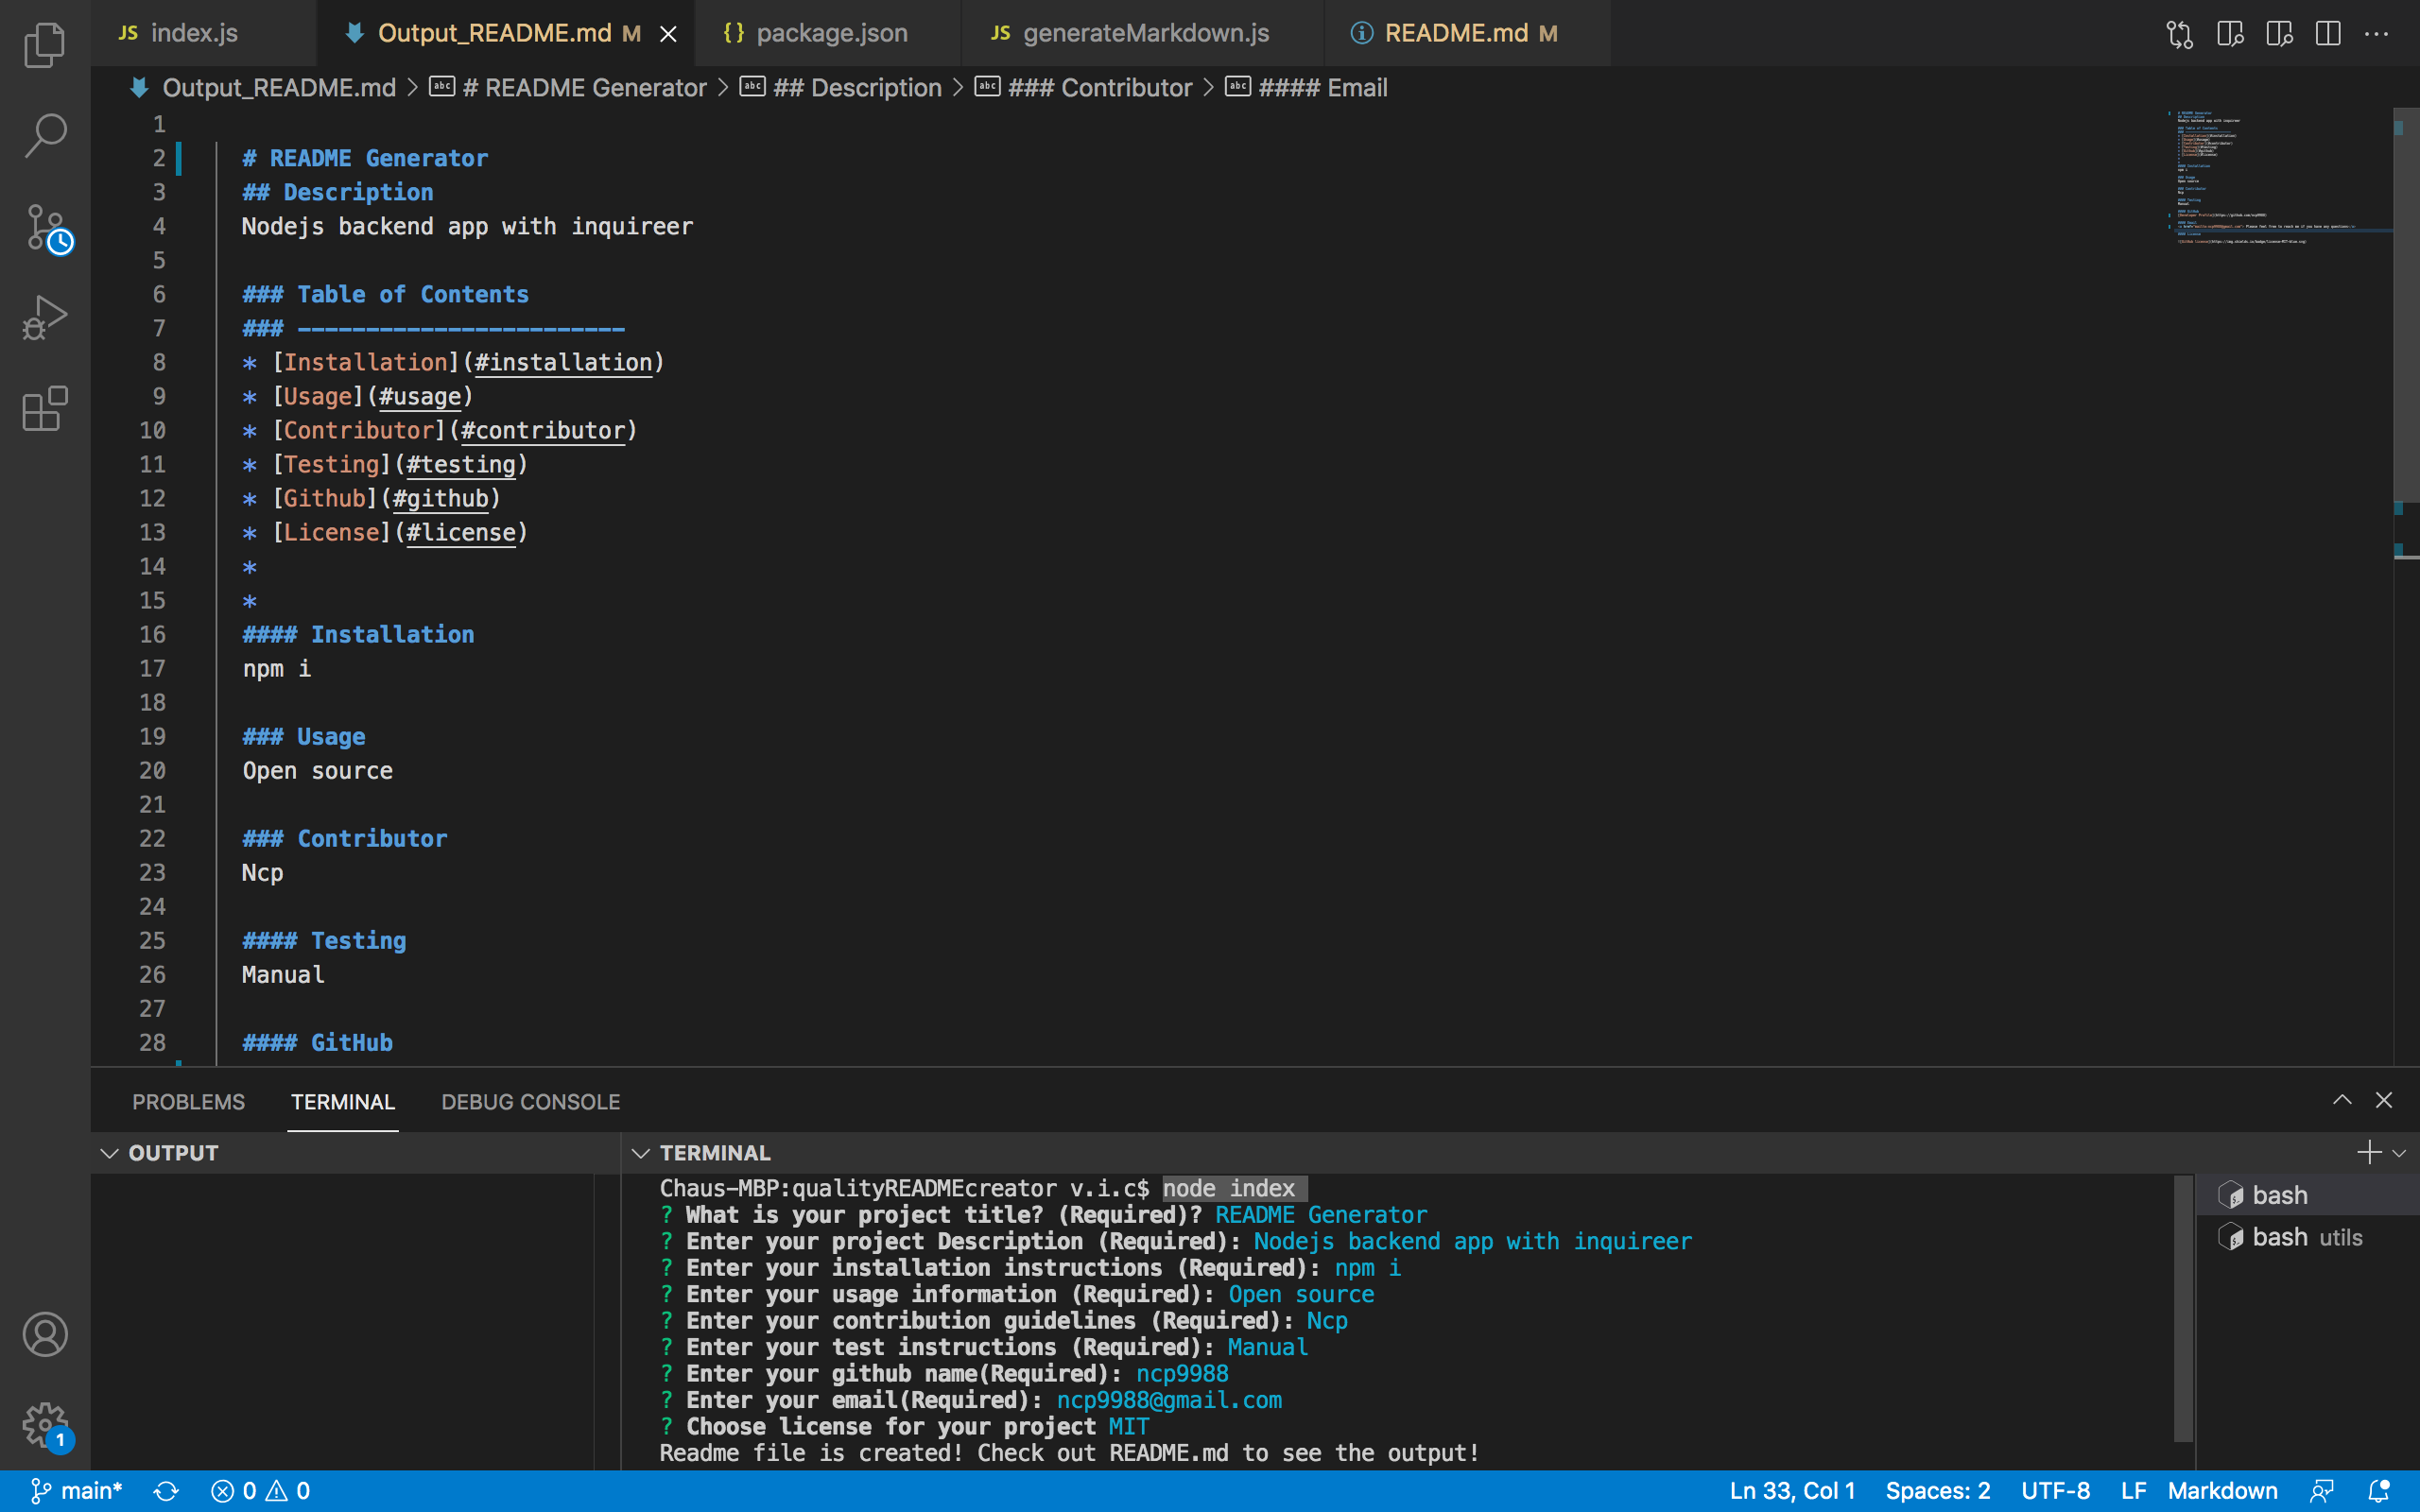 JS index.js
Output_README.md M
{} package.json
JS generateMarkdown.js
README.md M
Output_README.md > # README Generator > ## Description > ### Contributor > #### Email
1
2 # README Generator
3 ## Description
4 Nodejs backend app with inquireer
5
6 ### Table of Contents
7 ### ------------------------
8 * [Installation](#installation)
9 * [Usage](#usage)
10 * [Contributor](#contributor)
11 * [Testing](#testing)
12 * [Github](#github)
13 * [License](#license)
14 *
15 *
16 #### Installation
17 npm i
18
19 ### Usage
20 Open source
21
22 ### Contributor
23 Ncp
24
25 #### Testing
26 Manual
27
28 #### GitHub
PROBLEMS TERMINAL DEBUG CONSOLE
OUTPUT
TERMINAL
Chaus-MBP:qualityREADMEcreator v.i.c$ node index
? What is your project title? (Required)? README Generator
? Enter your project Description (Required): Nodejs backend app with inquireer
? Enter your installation instructions (Required): npm i
? Enter your usage information (Required): Open source
? Enter your contribution guidelines (Required): Ncp
? Enter your test instructions (Required): Manual
? Enter your github name(Required): ncp9988
? Enter your email(Required): ncp9988@gmail.com
? Choose license for your project MIT
Readme file is created! Check out README.md to see the output!
bash
bash utils
1
main* 0 0
Ln 33, Col 1 Spaces: 2 UTF-8 LF Markdown